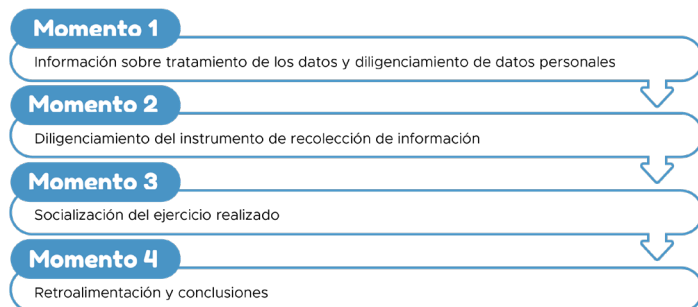 Momento 1
Información sobre tratamiento de los datos y diligenciamiento de datos personales
Momento 2
Diligenciamiento del instrumento de recolección de información
Momento 3
Socialización del ejercicio realizado
Momento 4
Retroalimentación y conclusiones